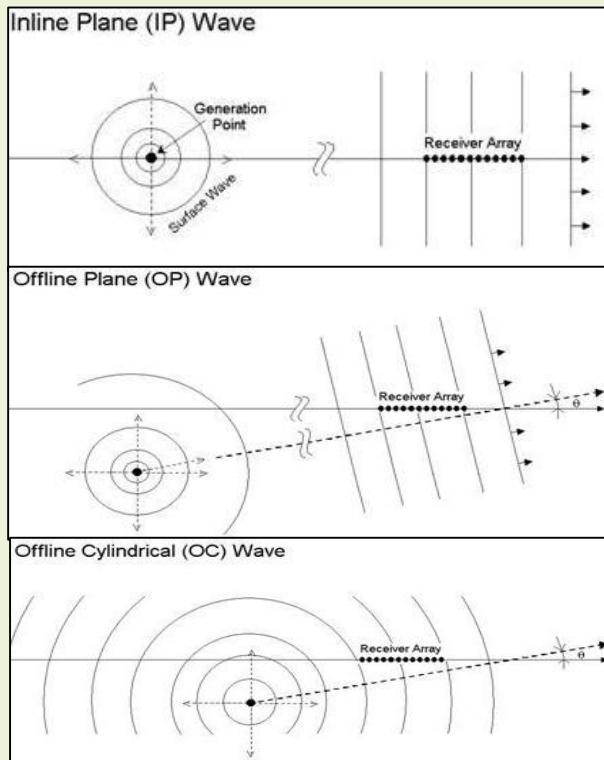 Inline Plane (IP) Wave
Generation
Point
Receiver Array
Surface Wave
Offline Plane (OP) Wave
Receiver Array
θ
Offline Cylindrical (OC) Wave
Receiver Array
θ